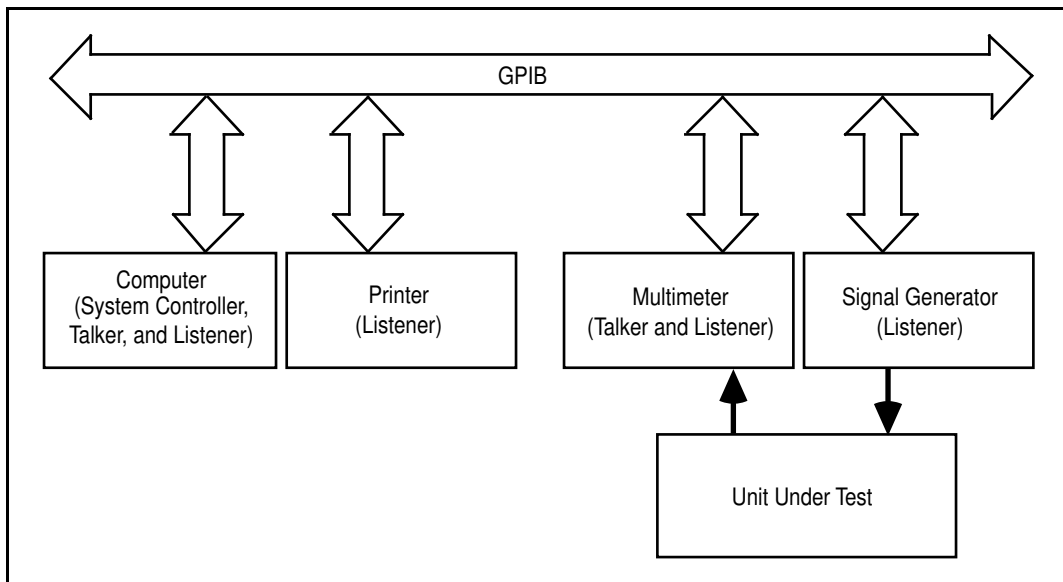 GPIB
Computer
(System Controller,
Talker, and Listener)
Printer
(Listener)
Multimeter
(Talker and Listener)
Signal Generator
(Listener)
Unit Under Test